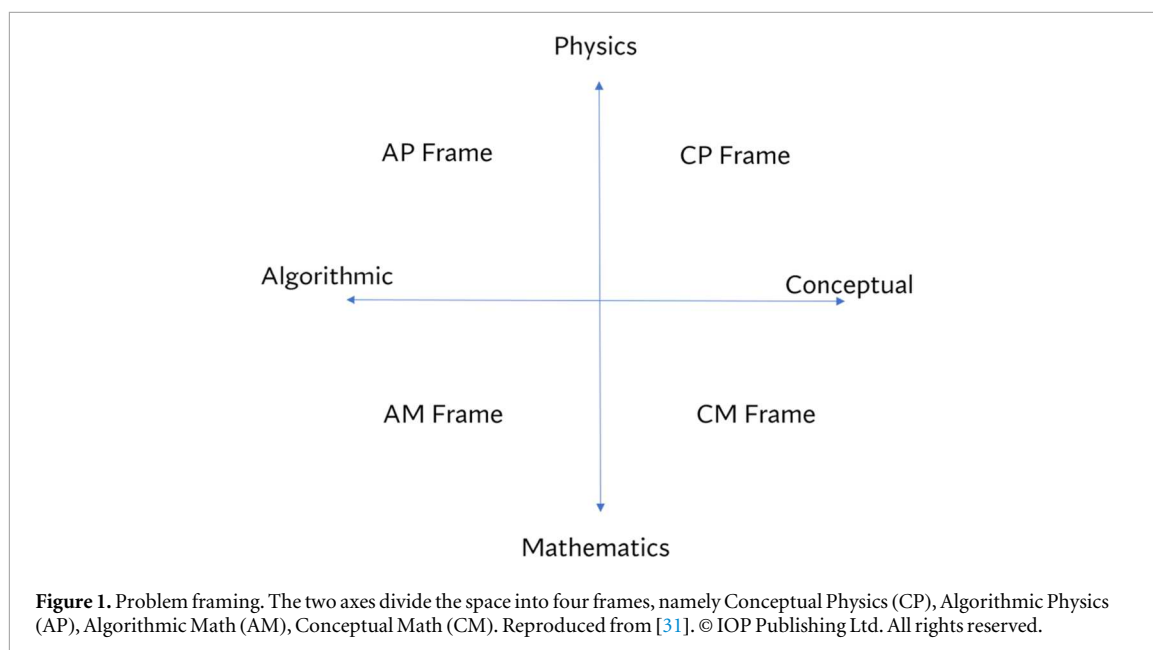 Physics
AP Frame
CP Frame
Algorithmic
Conceptual
AM Frame
CM Frame
Mathematics
Figure 1. Problem framing. The two axes divide the space into four frames, namely Conceptual Physics (CP), Algorithmic Physics
(AP), Algorithmic Math (AM), Conceptual Math (CM). Reproduced from [31]. © IOP Publishing Ltd. All rights reserved.